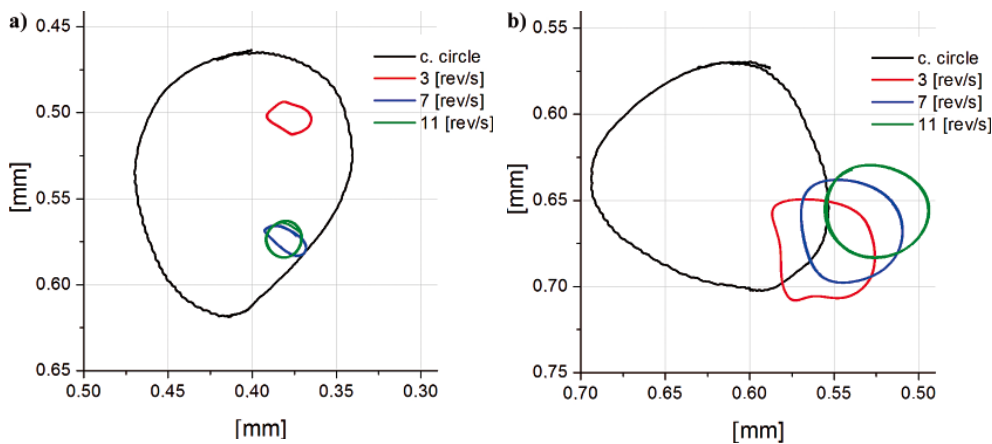 a)
0.45
0.50
0.55
0.60
0.65
[mm]
c. circle
3 [rev/s]
7 [rev/s]
11 [rev/s]
0.50 0.45 0.40 0.35 0.30
[mm]
b)
0.55
0.60
0.65
0.70
0.75
[mm]
c. circle
3 [rev/s]
7 [rev/s]
11 [rev/s]
0.70 0.65 0.60 0.55 0.50
[mm]